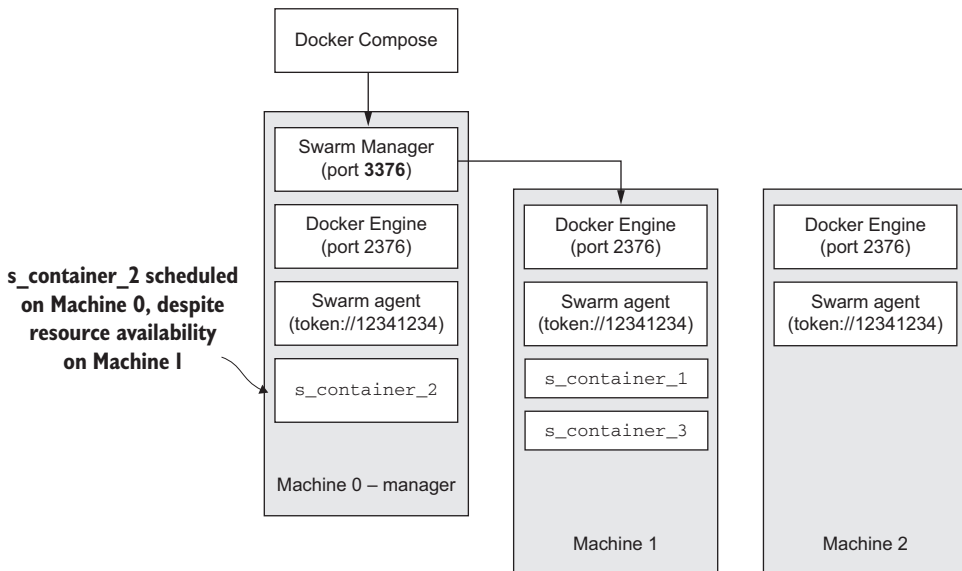 Docker Compose
Swarm Manager
(port 3376)
Docker Engine
(port 2376)
Swarm agent
(token://12341234)
s_container_2
Machine 0 – manager
s_container_2 scheduled
on Machine 0, despite
resource availability
on Machine 1
Docker Engine
(port 2376)
Swarm agent
(token://12341234)
s_container_1
s_container_3
Machine 1
Docker Engine
(port 2376)
Swarm agent
(token://12341234)
Machine 2